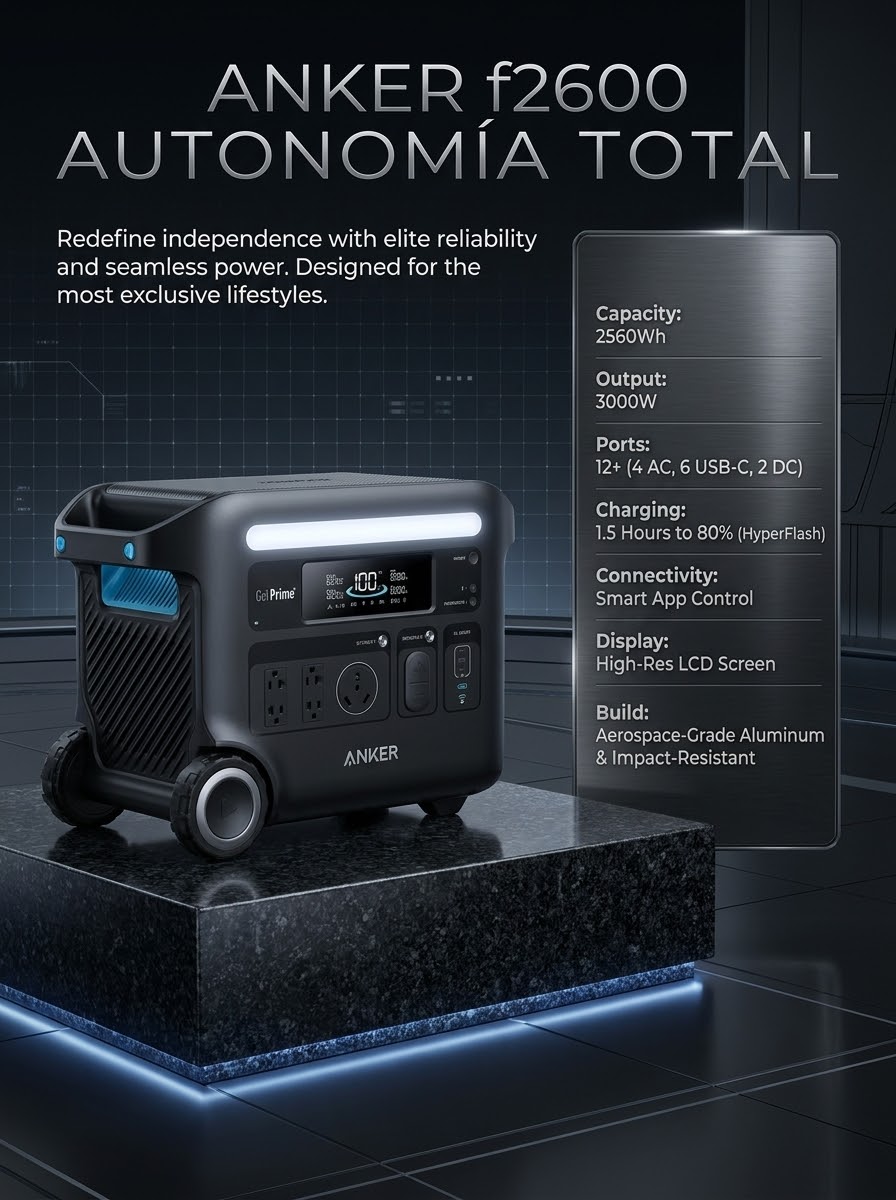 ANKER f2600
AUTONOMÍA TOTAL
Redefine independence with elite reliability
and seamless power. Designed for the
most exclusive lifestyles.
Capacity:
2560Wh
Output:
3000W
Ports:
12+ (4 AC, 6 USB-C, 2 DC)
Charging:
1.5 Hours to 80% (HyperFlash)
Connectivity:
Smart App Control
Display:
High-Res LCD Screen
Build:
Aerospace-Grade Aluminum
& Impact-Resistant
Prime
100
ANKER